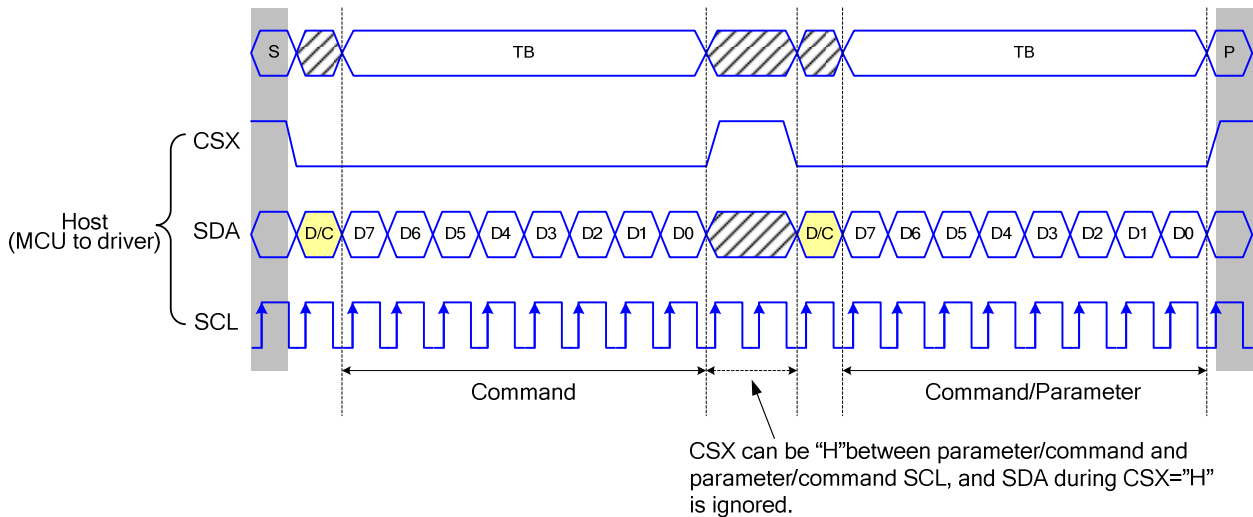 S TB TB P
CSX
Host
(MCU to driver)
SDA D/C D7 D6 D5 D4 D3 D2 D1 D0 D/C D7 D6 D5 D4 D3 D2 D1 D0
SCL
Command Command/Parameter
CSX can be “H”between parameter/command and
parameter/command SCL, and SDA during CSX=”H”
is ignored.